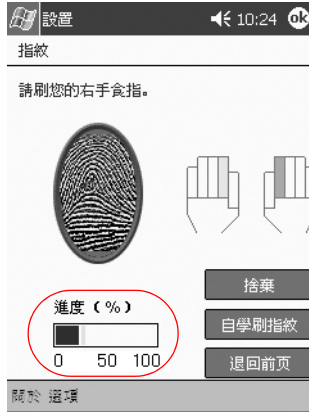 設置 10:24 ok
指紋
請刷您的右手食指。
捨棄
進度（%）
自學刷指紋
0 50 100
退回前页
關於 選項